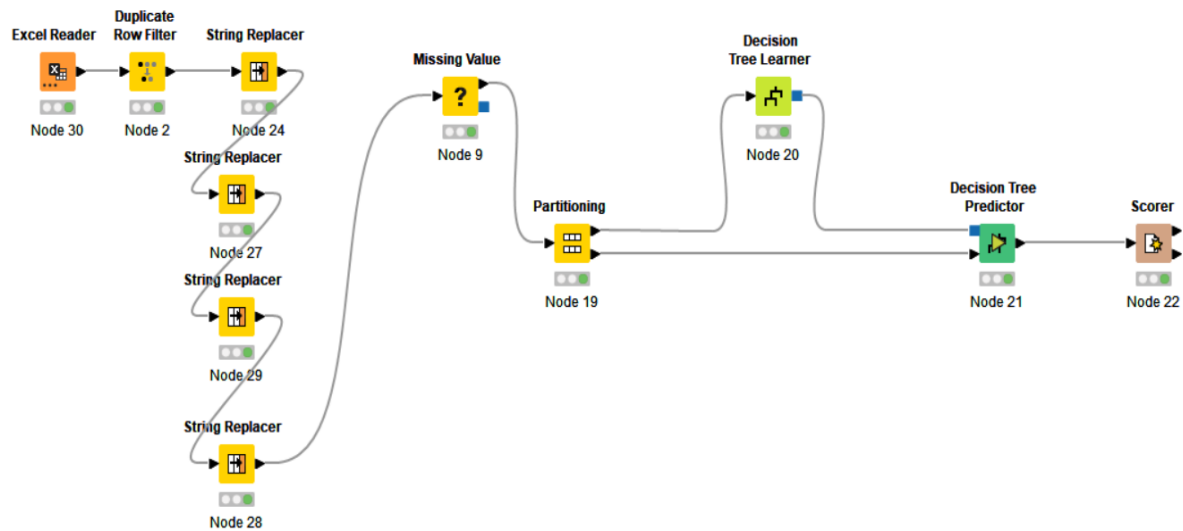 Excel Reader
Node 30
Duplicate
Row Filter
Node 2
String Replacer
Node 24
String Replacer
Node 27
String Replacer
Node 29
String Replacer
Node 28
Missing Value
?
Node 9
Partitioning
Node 19
Decision
Tree Learner
Node 20
Decision Tree
Predictor
Node 21
Scorer
Node 22